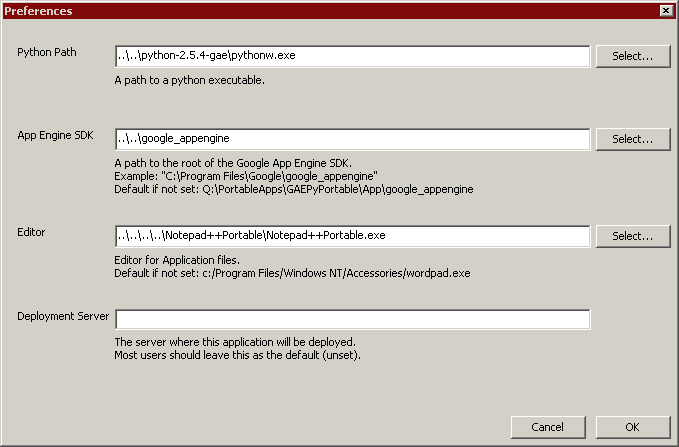 Preferences
Python Path
..\..\python-2.5.4-gae\pythonw.exe
Select...
A path to a python executable.
App Engine SDK
..\..\google_appengine
Select...
A path to the root of the Google App Engine SDK.
Example: "C:\Program Files\Google\google_appengine"
Default if not set: Q:\PortableApps\GAEPyPortable\App\google_appengine
Editor
..\..\..\..\Notepad++Portable\Notepad++Portable.exe
Select...
Editor for Application files.
Default if not set: c:/Program Files/Windows NT/Accessories/wordpad.exe
Deployment Server
The server where this application will be deployed.
Most users should leave this as the default (unset).
Cancel
OK